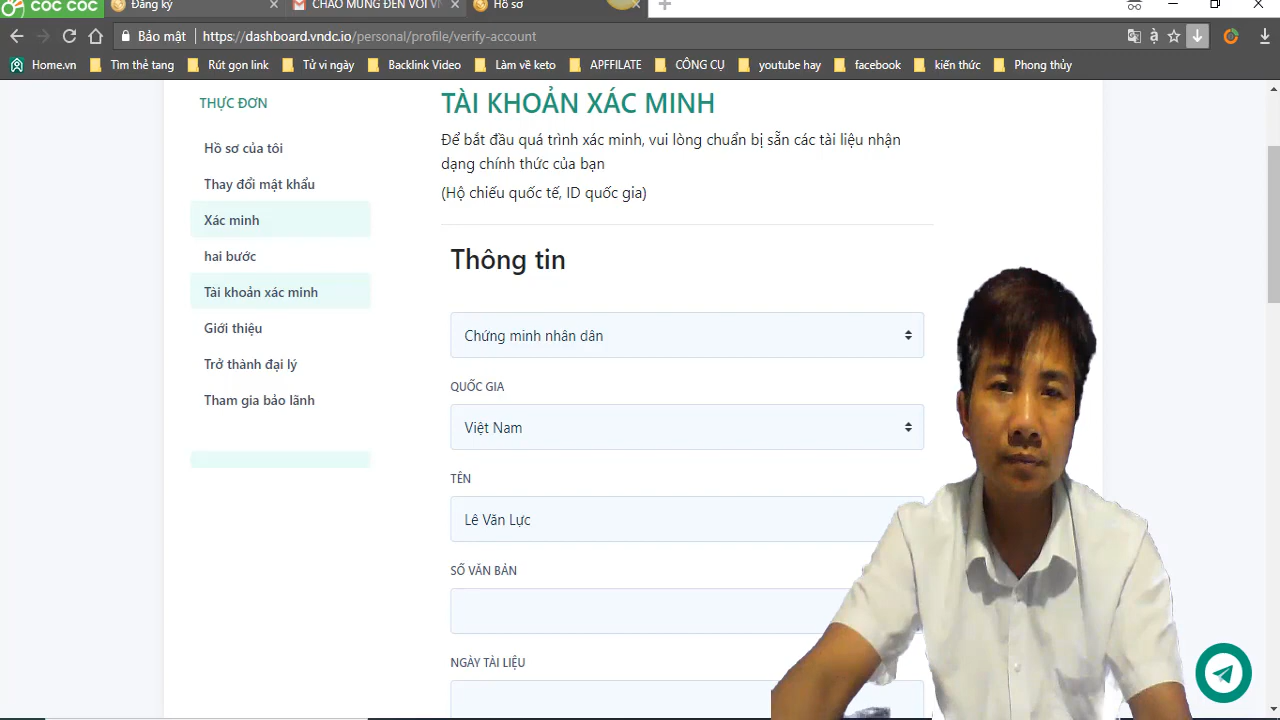 CỐC CỐC
Đăng ký
CHÀO MỪNG ĐẾN VỚI VN
Hồ sơ
Bảo mật
https://dashboard.vndc.io/personal/profile/verify-account
Home.vn
Tìm thẻ tang
Rút gọn link
Tử vi ngày
Backlink Video
Làm về keto
APFFILATE
CÔNG CỤ
youtube hay
facebook
kiến thức
Phong thủy
THỰC ĐƠN
Hồ sơ của tôi
Thay đổi mật khẩu
Xác minh
hai bước
Tài khoản xác minh
Giới thiệu
Trở thành đại lý
Tham gia bảo lãnh
TÀI KHOẢN XÁC MINH
Để bắt đầu quá trình xác minh, vui lòng chuẩn bị sẵn các tài liệu nhận
dạng chính thức của bạn
(Hộ chiếu quốc tế, ID quốc gia)
Thông tin
Chứng minh nhân dân
QUỐC GIA
Việt Nam
TÊN
Lê Văn Lực
SỐ VĂN BẢN
NGÀY TÀI LIỆU